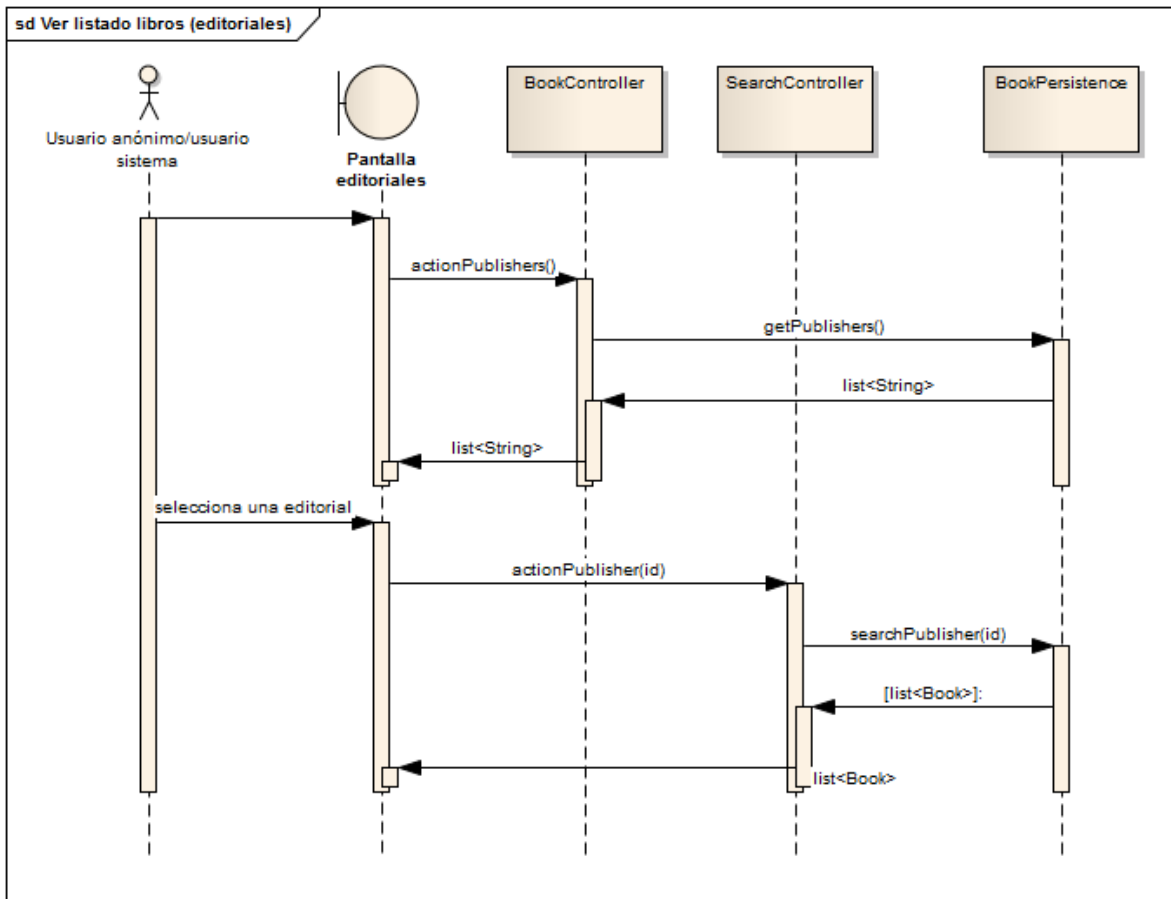 sd Ver listado libros (editoriales)
Usuario anónimo/usuario
sistema
Pantalla
editoriales
BookController
SearchController
BookPersistence
actionPublishers()
getPublishers()
list<String>
list<String>
selecciona una editorial
actionPublisher(id)
searchPublisher(id)
[list<Book>]:
list<Book>